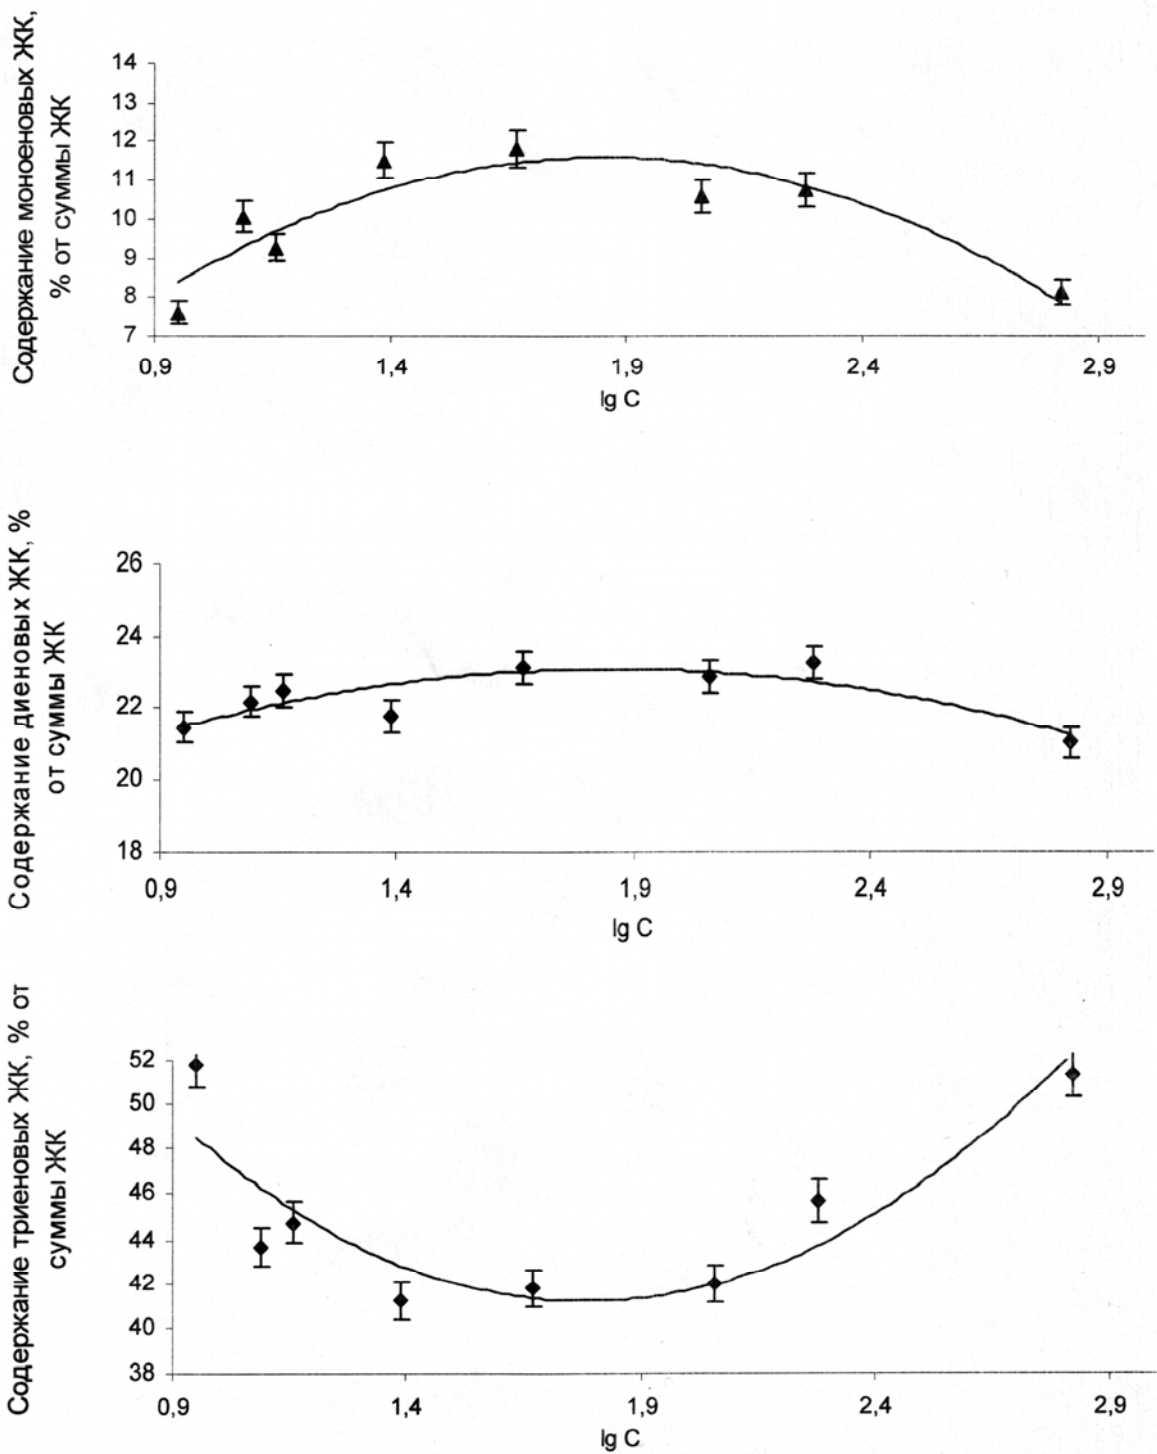 Содержание моноеновых ЖК,
% от суммы ЖК
14
13
12
11
10
9
8
7
0,9 1,4 1,9 2,4 2,9
lg C
Содержание диеновых ЖК, %
от суммы ЖК
26
24
22
20
18
0,9 1,4 1,9 2,4 2,9
lg C
Содержание триеновых ЖК, % от
суммы ЖК
52
50
48
46
44
42
40
38
0,9 1,4 1,9 2,4 2,9
lg C